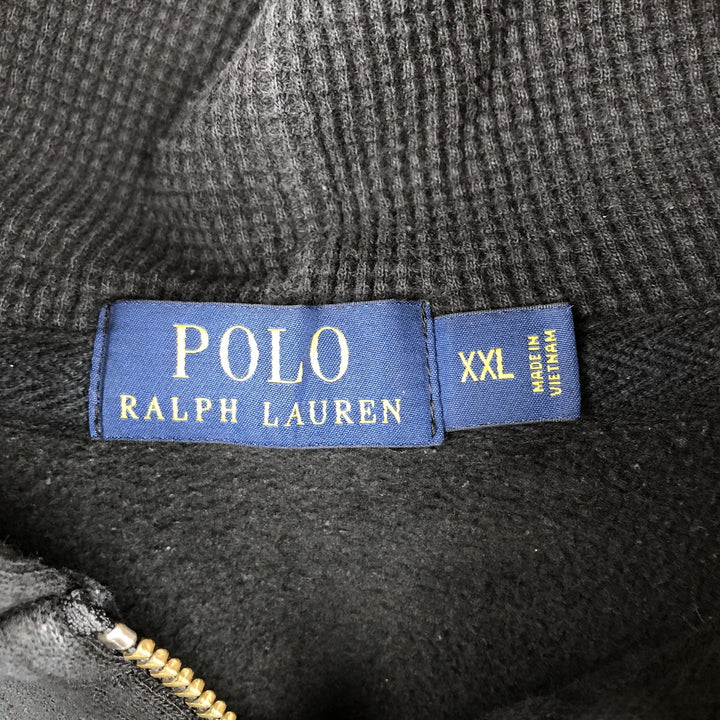 POLO
RALPH LAUREN
XXL
MADE IN
VIETNAM